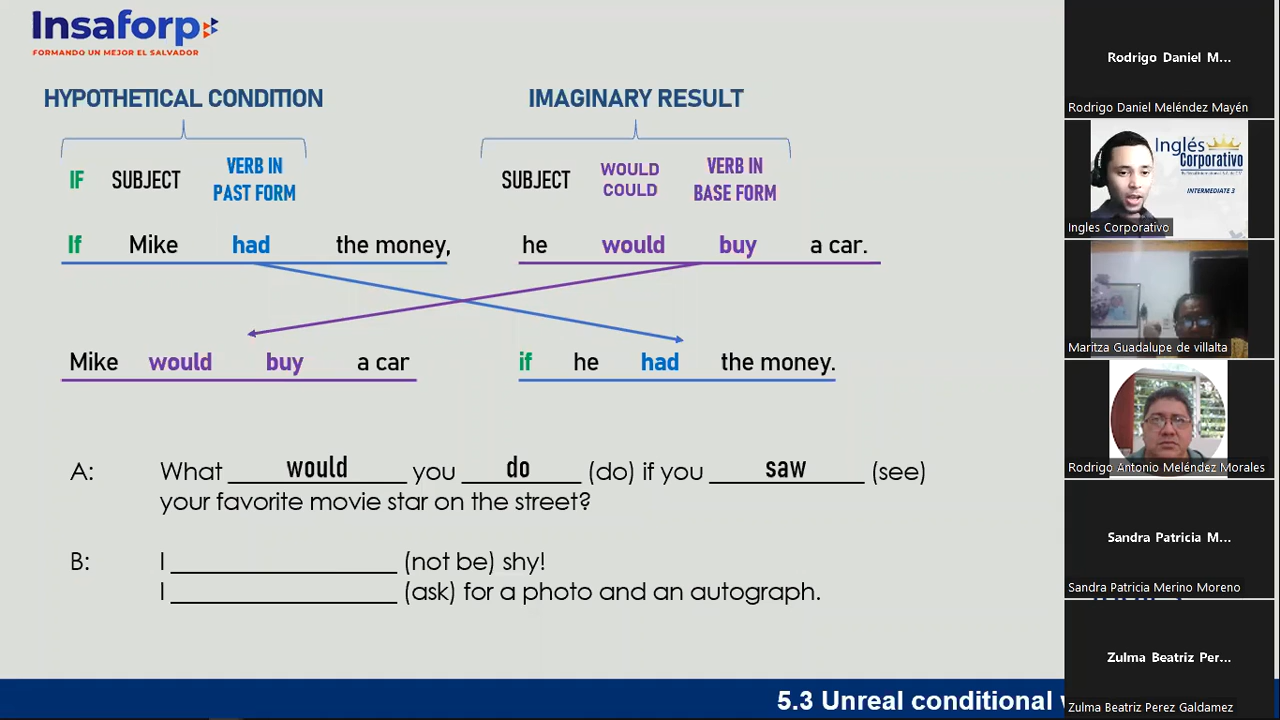 Insaforp
FORMANDO UN MEJOR EL SALVADOR
HYPOTHETICAL CONDITION
IMAGINARY RESULT
IF SUBJECT VERB IN PAST FORM
SUBJECT WOULD COULD VERB IN BASE FORM
If Mike had the money, he would buy a car.
Mike would buy a car if he had the money.
A: What would you do (do) if you saw (see)
your favorite movie star on the street?
B: I ____________________ (not be) shy!
I ____________________ (ask) for a photo and an autograph.
5.3 Unreal conditional
Rodrigo Daniel M...
Rodrigo Daniel Meléndez Mayén
Inglés
Corporativo
INTERMEDIATE 3
Ingles Corporativo
Maritza Guadalupe de villalta
Rodrigo Antonio Meléndez Morales
Sandra Patricia M...
Sandra Patricia Merino Moreno
Zulma Beatriz Per...
Zulma Beatriz Perez Galdamez